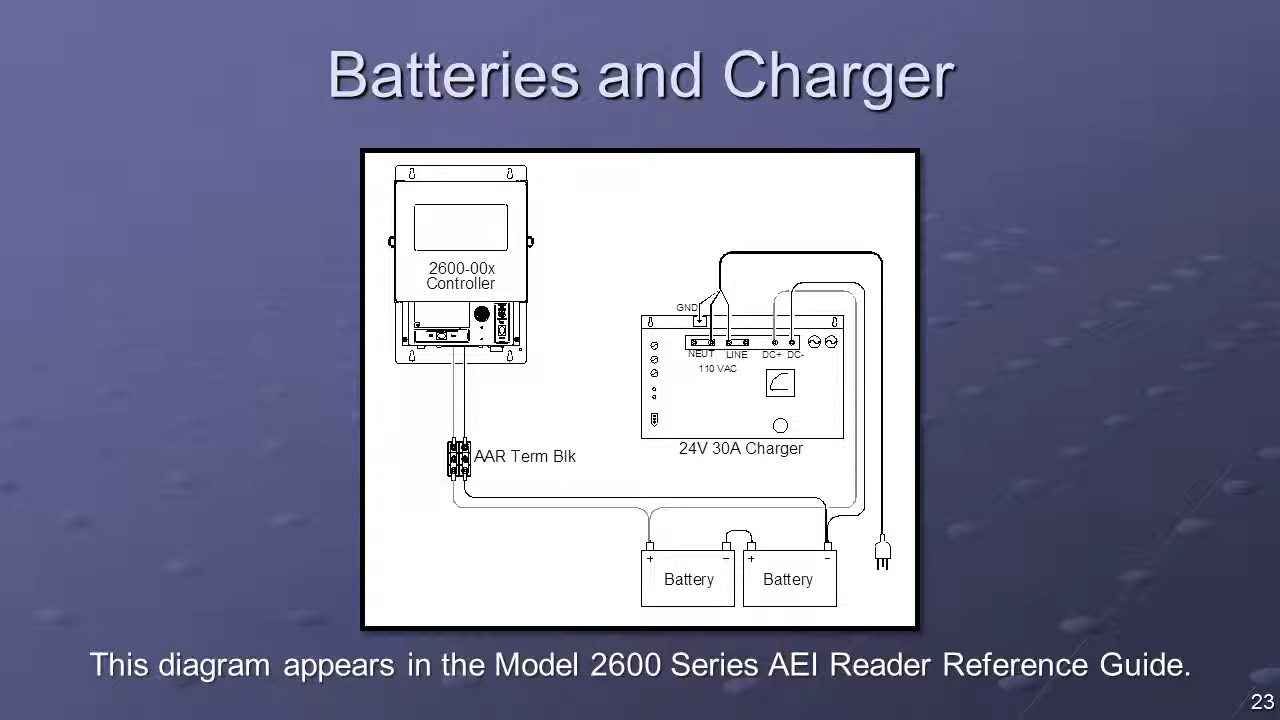 Batteries and Charger
2600-00x
Controller
GND
NEUT LINE DC+ DC-
110 VAC
24V 30A Charger
AAR Term Blk
+ - + -
Battery Battery
This diagram appears in the Model 2600 Series AEI Reader Reference Guide.
23